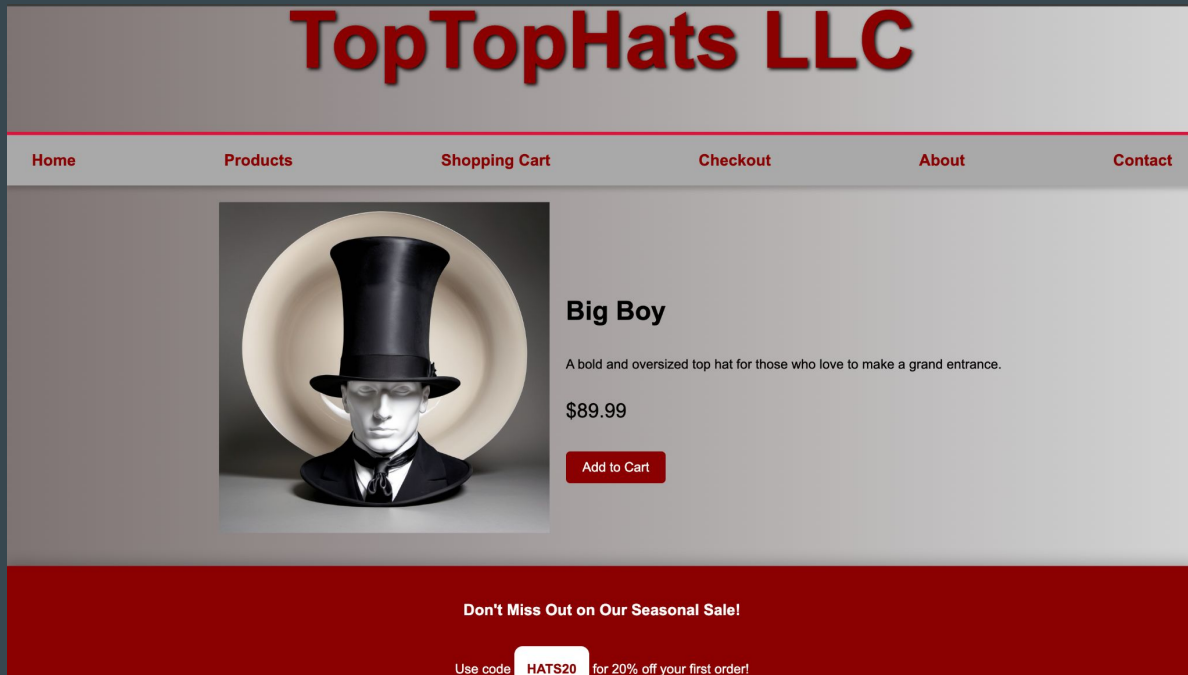 TopTopHats LLC
Home Products Shopping Cart Checkout About Contact
Big Boy
A bold and oversized top hat for those who love to make a grand entrance.
$89.99
Add to Cart
Don't Miss Out on Our Seasonal Sale!
Use code HATS20 for 20% off your first order!